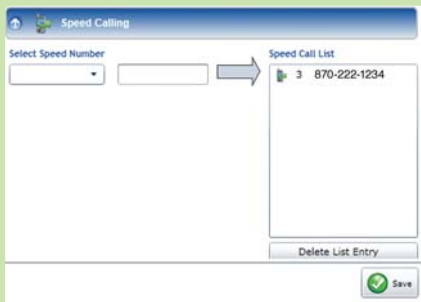 Speed Calling
Select Speed Number
Speed Call List
3 870-222-1234
Delete List Entry
Save